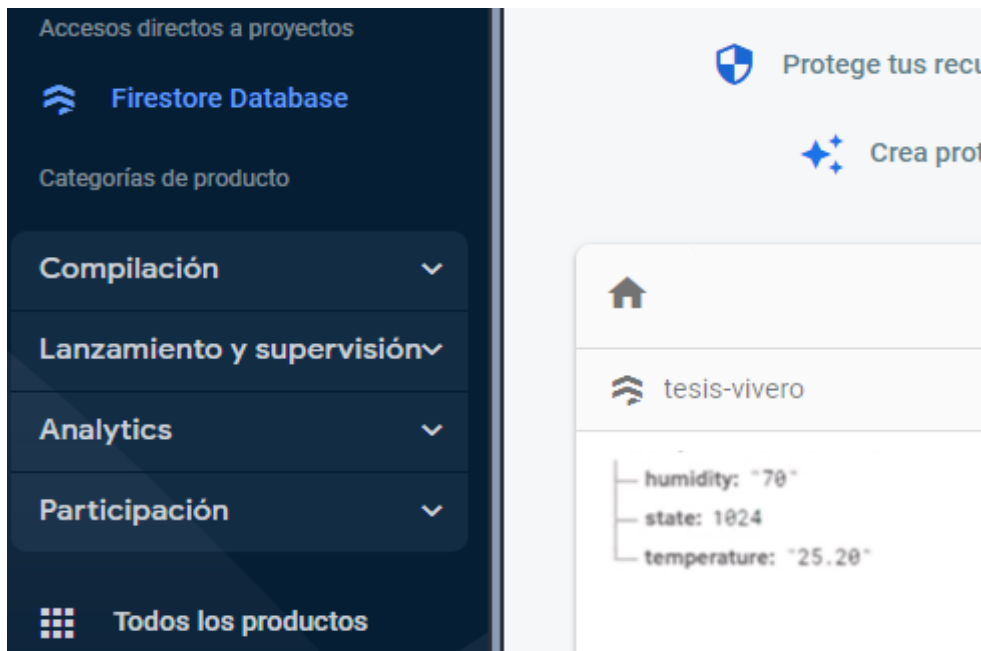 Accesos directos a proyectos
Firestore Database
Categorías de producto
Compilación
Lanzamiento y supervisión
Analytics
Participación
Todos los productos
Protege tus recu
Crea prot
tesis-vivero
humidity: "70"
state: 1024
temperature: "25.20"